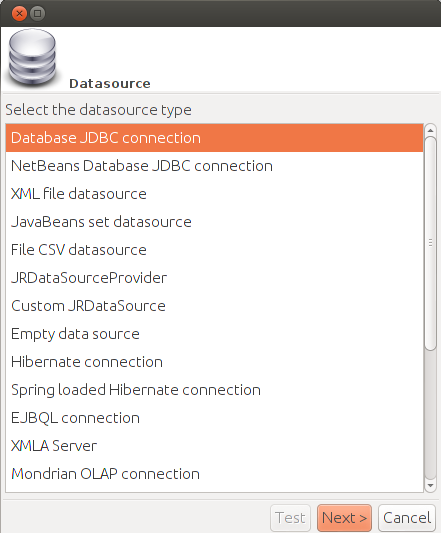 Datasource
Select the datasource type
Database JDBC connection
NetBeans Database JDBC connection
XML file datasource
JavaBeans set datasource
File CSV datasource
JRDataSourceProvider
Custom JRDataSource
Empty data source
Hibernate connection
Spring loaded Hibernate connection
EJBQL connection
XMLA Server
Mondrian OLAP connection
Test Next > Cancel